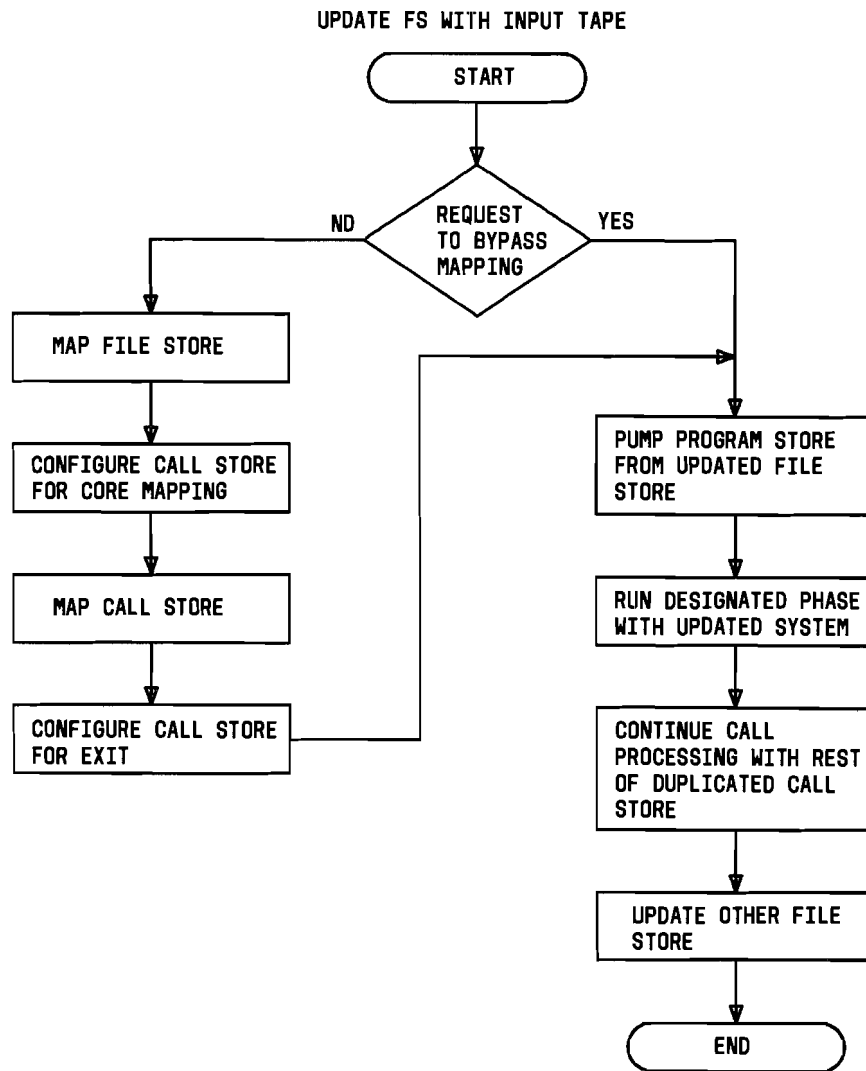 UPDATE FS WITH INPUT TAPE
START
REQUEST
TO BYPASS
MAPPING
ND
YES
MAP FILE STORE
CONFIGURE CALL STORE
FOR CORE MAPPING
MAP CALL STORE
CONFIGURE CALL STORE
FOR EXIT
PUMP PROGRAM STORE
FROM UPDATED FILE
STORE
RUN DESIGNATED PHASE
WITH UPDATED SYSTEM
CONTINUE CALL
PROCESSING WITH REST
OF DUPLICATED CALL
STORE
UPDATE OTHER FILE
STORE
END